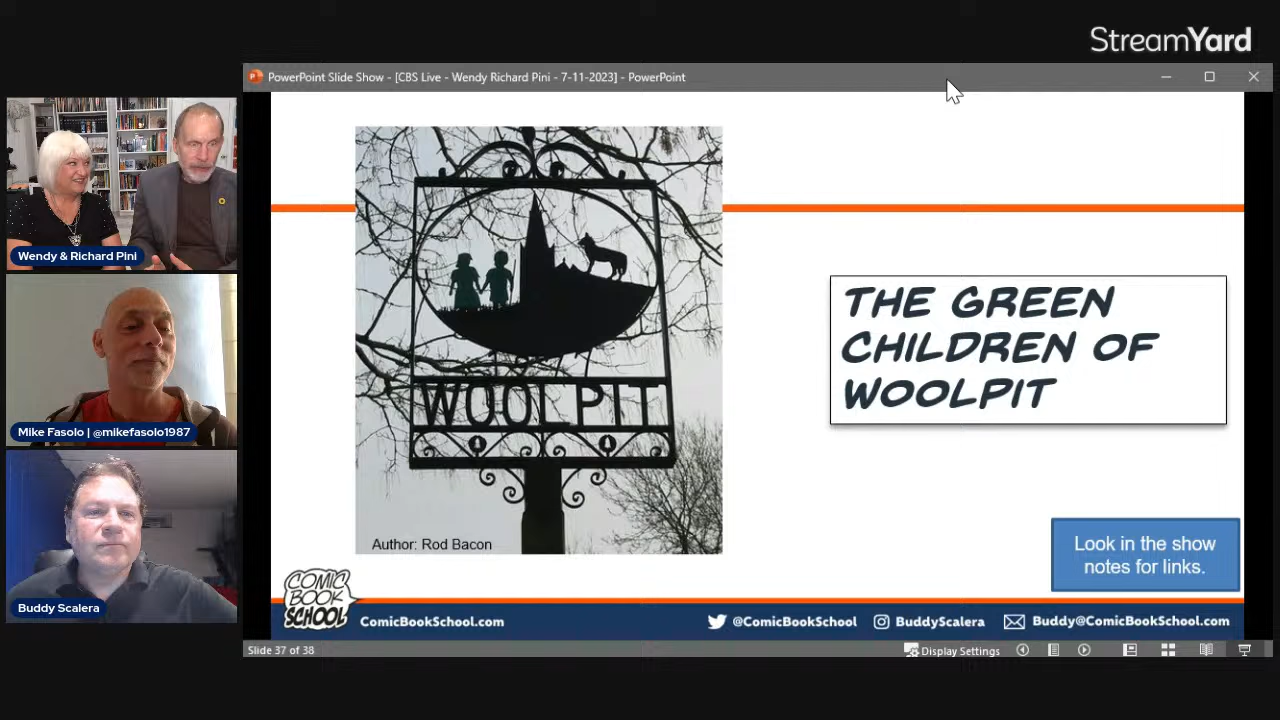 StreamYard
PowerPoint Slide Show - [CBS Live - Wendy Richard Pini - 7-11-2023] - PowerPoint
Wendy & Richard Pini
Mike Fasolo | @mikefasolo1987
Buddy Scalera
WOOLPIT
Author: Rod Bacon
THE GREEN
CHILDREN OF
WOOLPIT
Look in the show
notes for links.
COMIC
BOOK
SCHOOL
ComicBookSchool.com
@ComicBookSchool
BuddyScalera
Buddy@ComicBookSchool.com
Slide 37 of 38
Display Settings